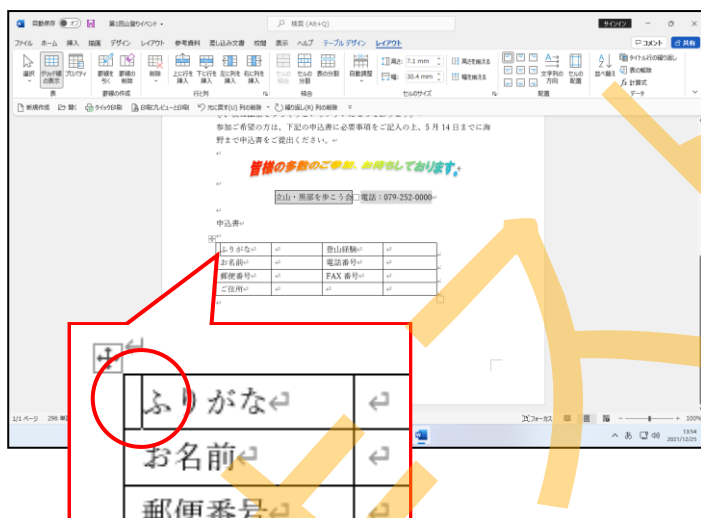 自動保存 オフ 第1回山登りイベント 検索 (Alt+Q) サインイン
ファイル ホーム 挿入 描画 デザイン レイアウト 参考資料 差し込み文書 校閲 表示 ヘルプ テーブル デザイン レイアウト コメント 共有
選択 グリッド線の表示 プロパティ 罫線を引く 罫線の削除 削除 上に行を挿入 下に行を挿入 左に列を挿入 右に列を挿入 セルの結合 セルの分割 表の分割 自動調整 高さ: 7.1 mm 高さを揃える 文字列の方向 セルの配置 並べ替え タイトル行の繰り返し
幅: 30.4 mm 幅を揃える 表の解除
fx 計算式
表 罫線の作成 行と列 結合 セルのサイズ 配置 データ
新規作成 開く クイック印刷 印刷プレビューと印刷 元に戻す(U) 列の削除 繰り返し(R) 列の削除
参加ご希望の方は、下記の申込書に必要事項をご記入の上、5 月 14 日までに海
野まで申込書をご提出ください。
皆様の多数のご参加、お待ちしております。
立山・黒部を歩こう会□電話：079-252-0000
申込書
ふりがな 登山経験
お名前 電話番号
郵便番号 FAX 番号
ご住所
ふりがな
お名前
郵便番号
1/1 ページ フォーカス 100%
あ 13:54
2021/12/25